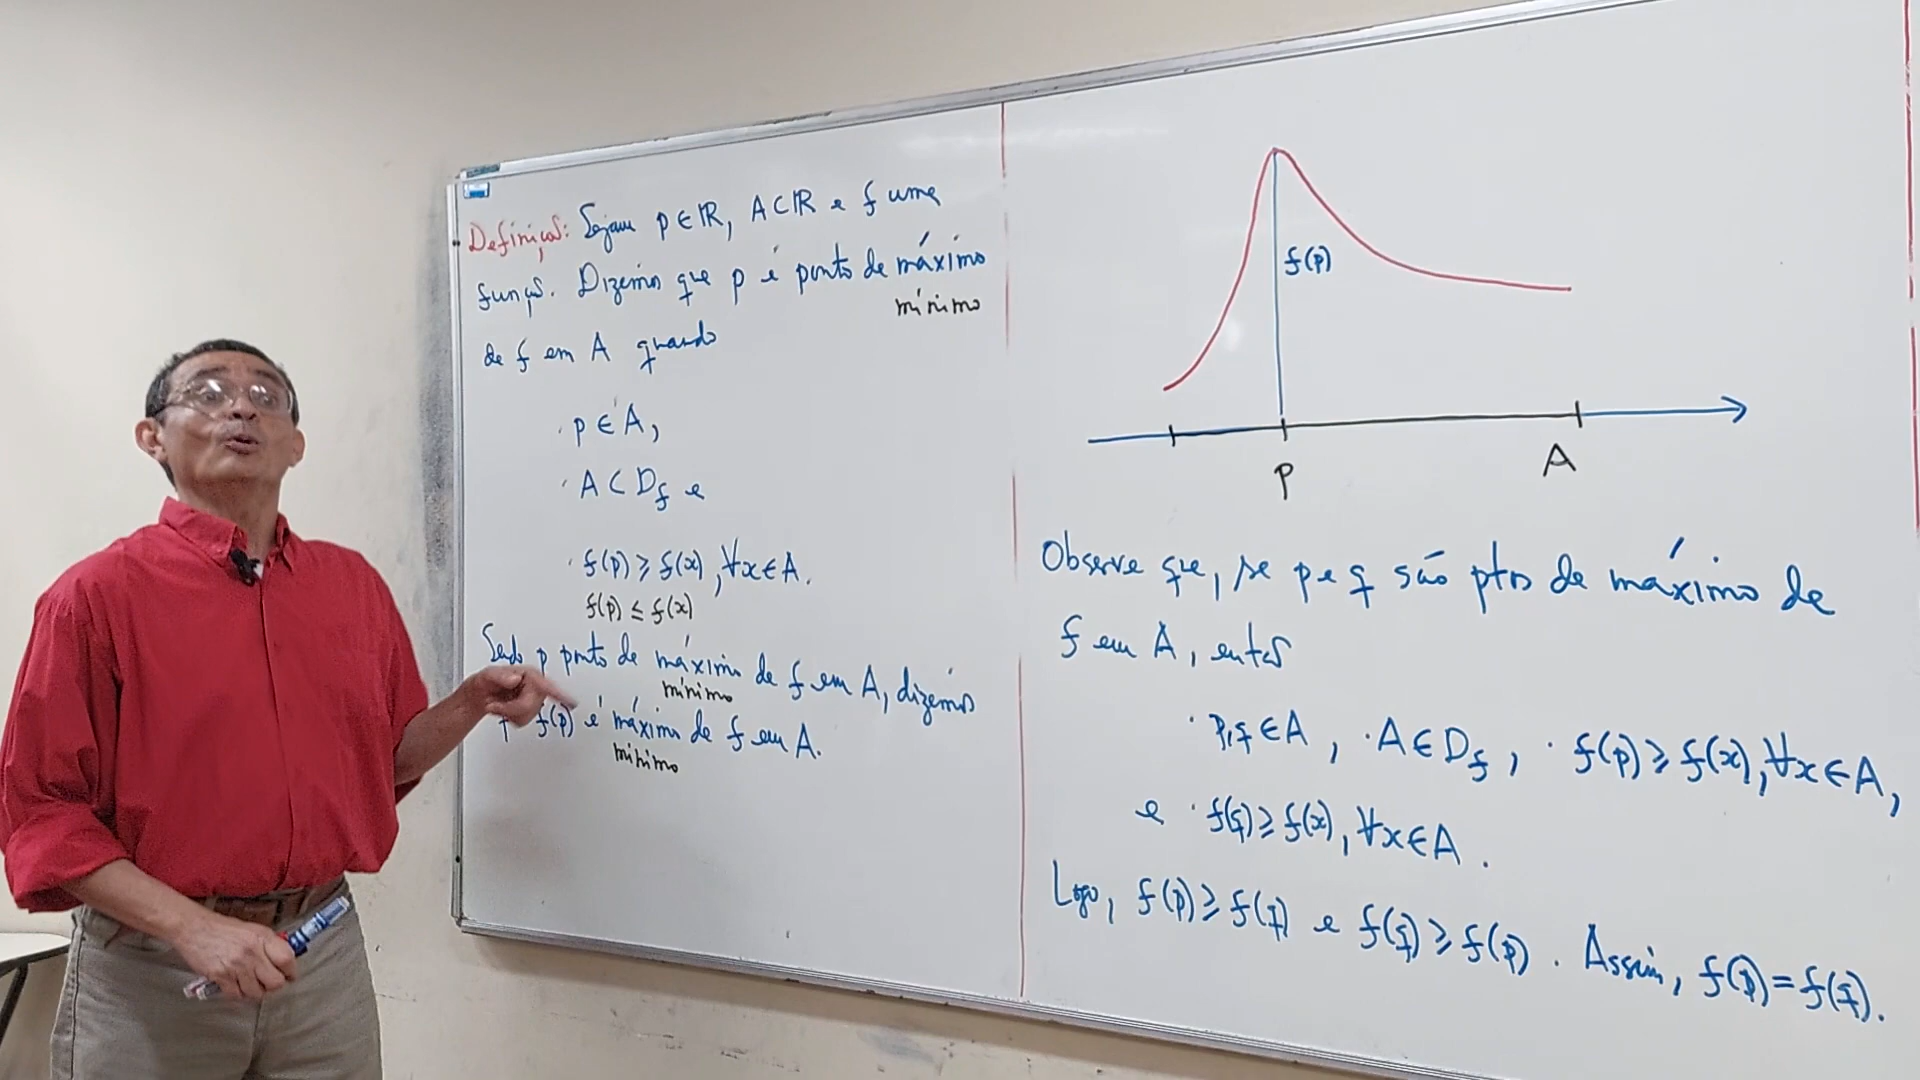 Definição: Sejam p ∈ ℝ, A ⊂ ℝ e f uma
função. Dizemos que p é ponto de máximo
mínimo
de f em A quando
· p ∈ A,
· A ⊂ D_f e
· f(p) ⩾ f(x), ∀x ∈ A.
f(p) ≤ f(x)
Sendo p ponto de máximo de f em A, dizemos
mínimo
f(p) é máximo de f em A.
mínimo
f(p)
p A
Observe que, se p e q são ptos de máximo de
f em A, então
· p,q ∈ A, · A ∈ D_f, · f(p) ⩾ f(x), ∀x ∈ A,
e · f(q) ⩾ f(x), ∀x ∈ A.
Logo, f(p) ⩾ f(q) e f(q) ⩾ f(p). Assim, f(p) = f(q).